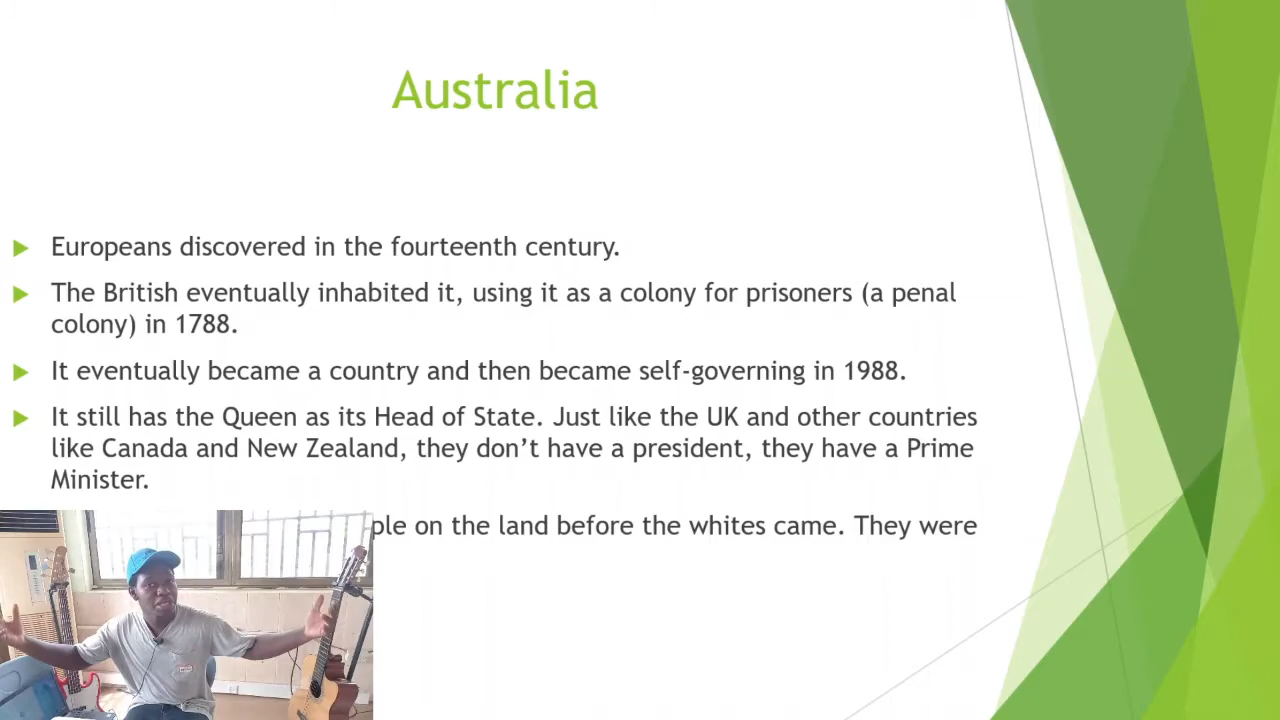 Australia
Europeans discovered in the fourteenth century.
The British eventually inhabited it, using it as a colony for prisoners (a penal
colony) in 1788.
It eventually became a country and then became self-governing in 1988.
It still has the Queen as its Head of State. Just like the UK and other countries
like Canada and New Zealand, they don’t have a president, they have a Prime
Minister.
ple on the land before the whites came. They were